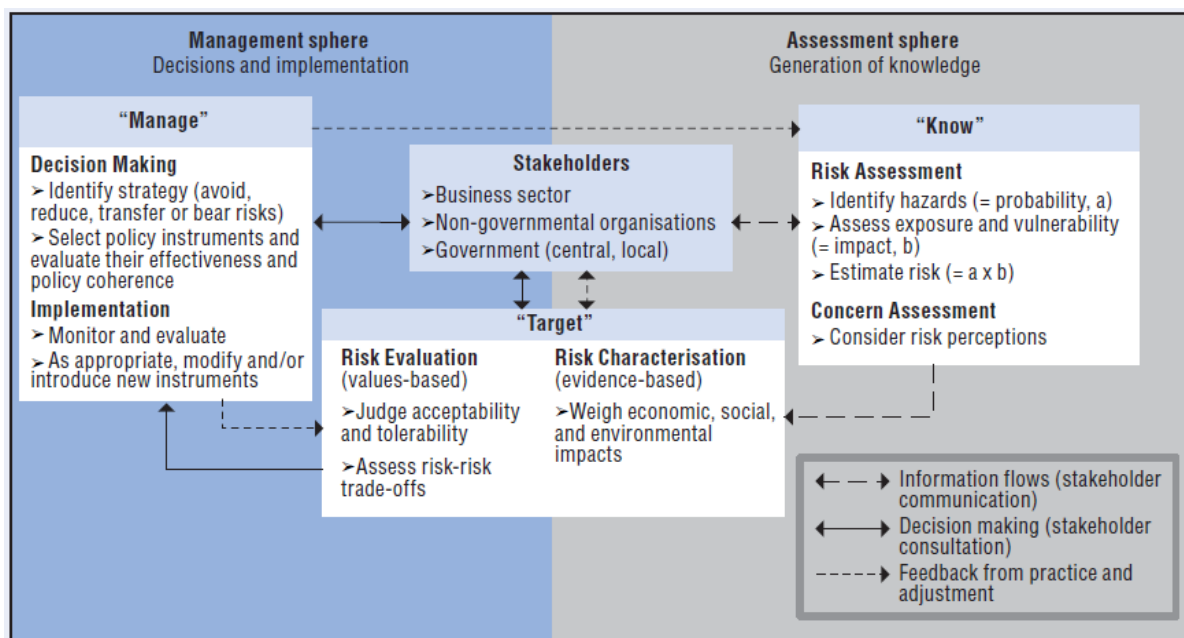 Management sphere
Decisions and implementation
Assessment sphere
Generation of knowledge
“Manage”
Decision Making
➢ Identify strategy (avoid,
reduce, transfer or bear risks)
➢ Select policy instruments and
evaluate their effectiveness and
policy coherence
Implementation
➢ Monitor and evaluate
➢ As appropriate, modify and/or
introduce new instruments
Stakeholders
➢Business sector
➢Non-governmental organisations
➢Government (central, local)
“Know”
Risk Assessment
➢ Identify hazards (= probability, a)
➢ Assess exposure and vulnerability
(= impact, b)
➢ Estimate risk (= a x b)
Concern Assessment
➢ Consider risk perceptions
“Target”
Risk Evaluation
(values-based)
➢Judge acceptability
and tolerability
➢Assess risk-risk
trade-offs
Risk Characterisation
(evidence-based)
➢Weigh economic, social,
and environmental
impacts
Information flows (stakeholder
communication)
Decision making (stakeholder
consultation)
Feedback from practice and
adjustment